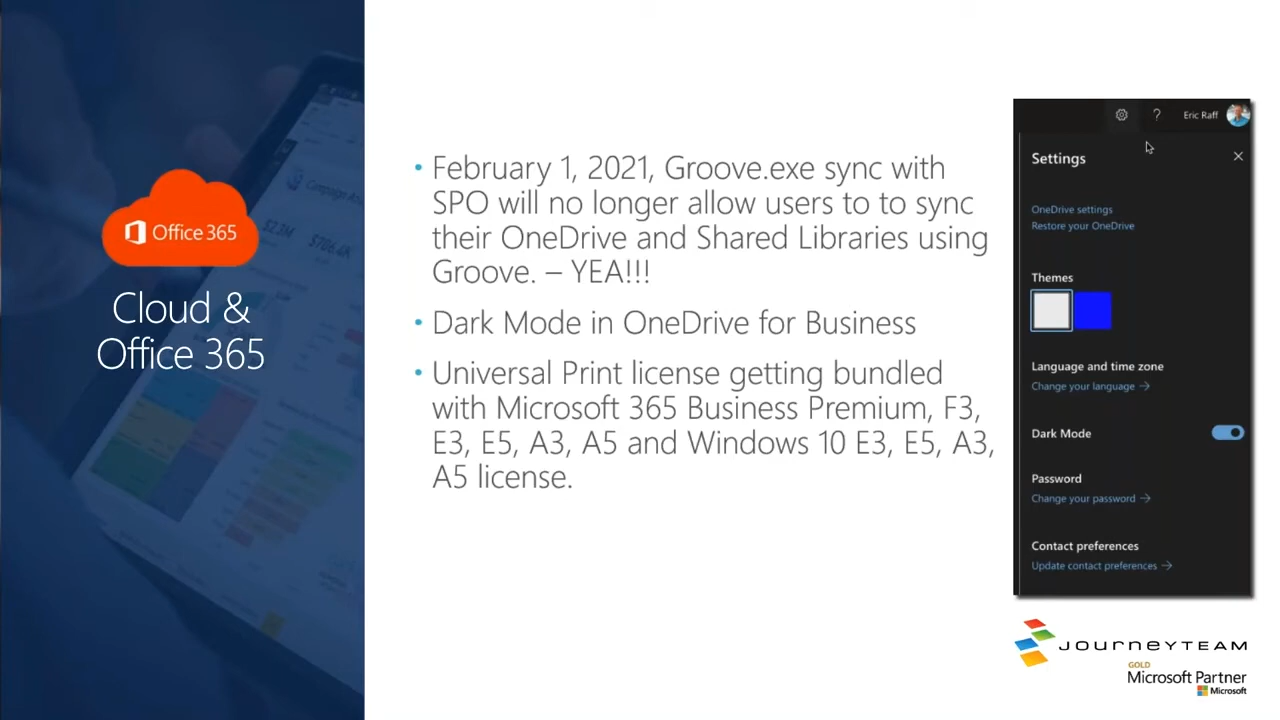 Office 365
Cloud &
Office 365
• February 1, 2021, Groove.exe sync with
SPO will no longer allow users to to sync
their OneDrive and Shared Libraries using
Groove. – YEA!!!
• Dark Mode in OneDrive for Business
• Universal Print license getting bundled
with Microsoft 365 Business Premium, F3,
E3, E5, A3, A5 and Windows 10 E3, E5, A3,
A5 license.
? Eric Raff
Settings
OneDrive settings
Restore your OneDrive
Themes
Language and time zone
Change your language →
Dark Mode
Password
Change your password →
Contact preferences
Update contact preferences →
JOURNEYTEAM
GOLD
Microsoft Partner
Microsoft